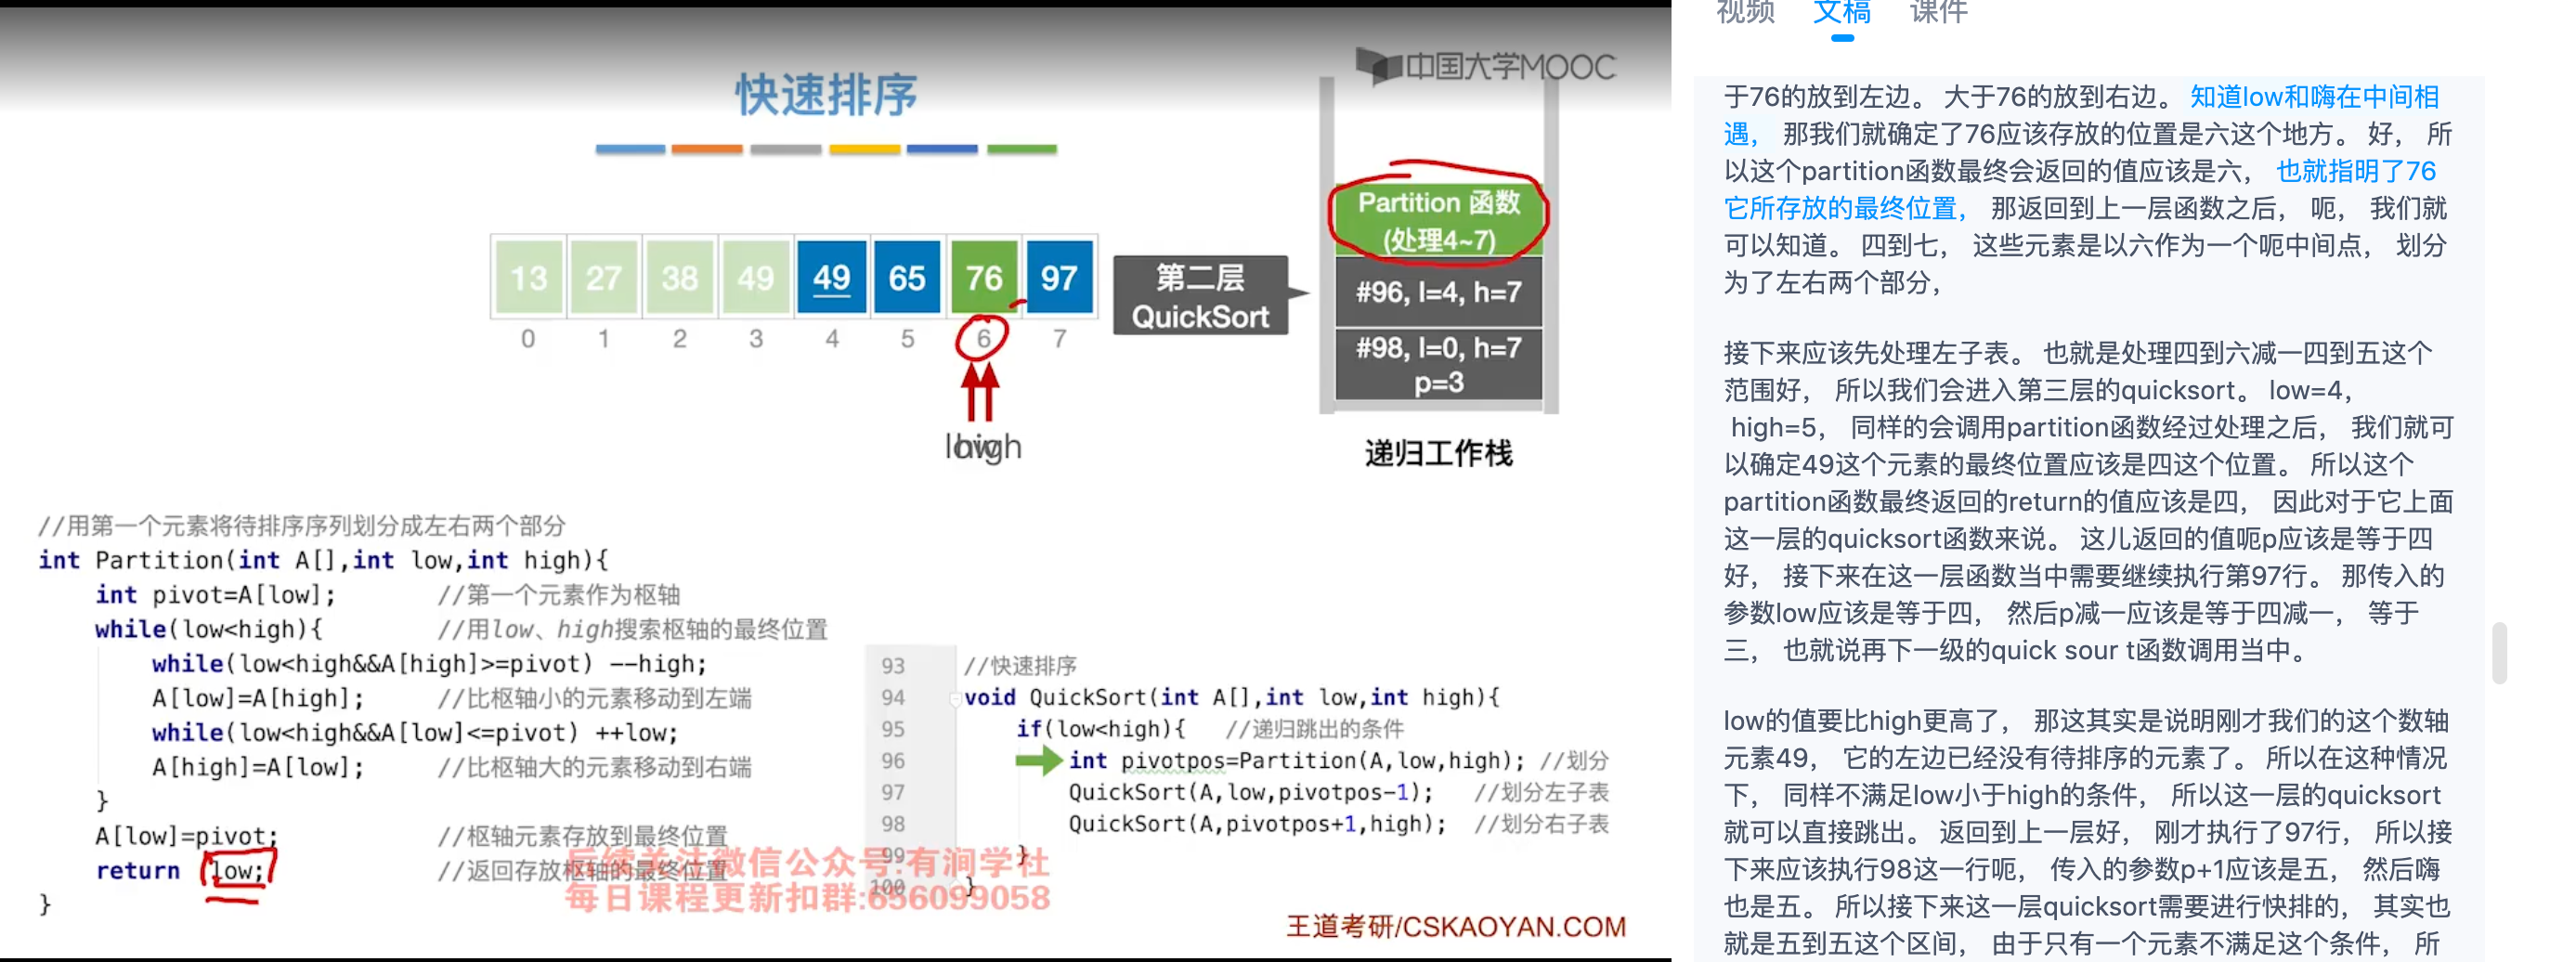 中国大学MOOC
快速排序
13 27 38 49 49 65 76 97
0 1 2 3 4 5 6 7
low
high
第二层
QuickSort
Partition 函数
(处理4~7)
#96, l=4, h=7
#98, l=0, h=7
p=3
递归工作栈
//用第一个元素将待排序序列划分成左右两个部分
int Partition(int A[],int low,int high){
int pivot=A[low]; //第一个元素作为枢轴
while(low<high){ //用low、high搜索枢轴的最终位置
while(low<high&&A[high]>=pivot) --high;
A[low]=A[high]; //比枢轴小的元素移动到左端
while(low<high&&A[low]<=pivot) ++low;
A[high]=A[low]; //比枢轴大的元素移动到右端
}
A[low]=pivot; //枢轴元素存放到最终位置
return low; //返回存放枢轴的最终位置
}
93 //快速排序
94 void QuickSort(int A[],int low,int high){
95 if(low<high){ //递归跳出的条件
96 int pivotpos=Partition(A,low,high); //划分
97 QuickSort(A,low,pivotpos-1); //划分左子表
98 QuickSort(A,pivotpos+1,high); //划分右子表
99 }
100 }
后续关注微信公众号:有涧学社
每日课程更新扣群:656099058
王道考研/CSKAOYAN.COM
视频 文稿 课件
于76的放到左边。 大于76的放到右边。 知道low和嗨在中间相
遇， 那我们就确定了76应该存放的位置是六这个地方。 好， 所
以这个partition函数最终会返回的值应该是六， 也就指明了76
它所存放的最终位置， 那返回到上一层函数之后， 呃， 我们就
可以知道。 四到七， 这些元素是以六作为一个呃中间点， 划分
为了左右两个部分，
接下来应该先处理左子表。 也就是处理四到六减一四到五这个
范围好， 所以我们会进入第三层的quicksort。 low=4，
high=5， 同样的会调用partition函数经过处理之后， 我们就可
以确定49这个元素的最终位置应该是四这个位置。 所以这个
partition函数最终返回的return的值应该是四， 因此对于它上面
这一层的quicksort函数来说。 这儿返回的值呃p应该是等于四
好， 接下来在这一层函数当中需要继续执行第97行。 那传入的
参数low应该是等于四， 然后p减一应该是等于四减一， 等于
三， 也就说再下一级的quick sour t函数调用当中。
low的值要比high更高了， 那这其实是说明刚才我们的这个数轴
元素49， 它的左边已经没有待排序的元素了。 所以在这种情况
下， 同样不满足low小于high的条件， 所以这一层的quicksort
就可以直接跳出。 返回到上一层好， 刚才执行了97行， 所以接
下来应该执行98这一行呃， 传入的参数p+1应该是五， 然后嗨
也是五。 所以接下来这一层quicksort需要进行快排的， 其实也
就是五到五这个区间， 由于只有一个元素不满足这个条件， 所